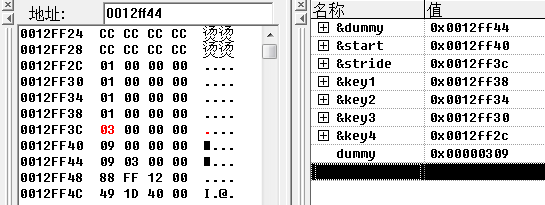 地址: 0012ff44
0012FF24 CC CC CC CC 烫烫
0012FF28 CC CC CC CC 烫烫
0012FF2C 01 00 00 00 ....
0012FF30 01 00 00 00 ....
0012FF34 01 00 00 00 ....
0012FF38 01 00 00 00 ....
0012FF3C 03 00 00 00 ....
0012FF40 09 00 00 00 ■...
0012FF44 09 03 00 00 ■...
0012FF48 88 FF 12 00 ....
0012FF4C 49 1D 40 00 I.@.
名称 值
&dummy 0x0012ff44
&start 0x0012ff40
&stride 0x0012ff3c
&key1 0x0012ff38
&key2 0x0012ff34
&key3 0x0012ff30
&key4 0x0012ff2c
dummy 0x00000309